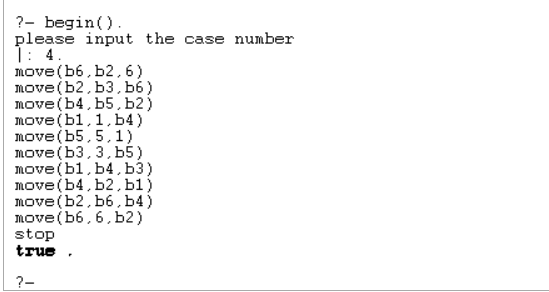 ?- begin().
please input the case number
|: 4.
move(b6,b2,6)
move(b2,b3,b6)
move(b4,b5,b2)
move(b1,1,b4)
move(b5,5,1)
move(b3,3,b5)
move(b1,b4,b3)
move(b4,b2,b1)
move(b2,b6,b4)
move(b6,6,b2)
stop
true .
?-